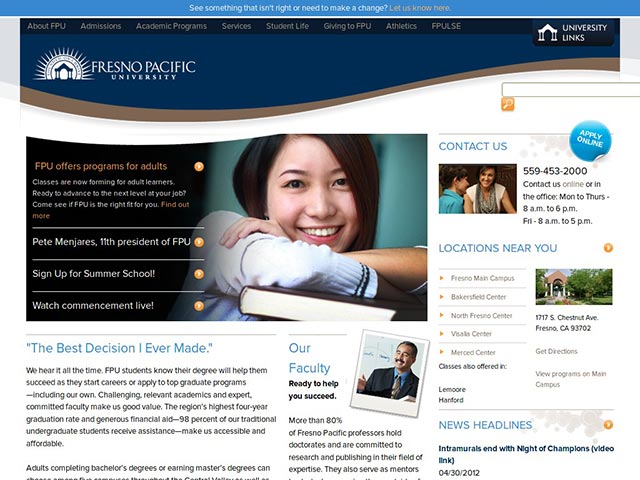 See something that isn't right or need to make a change? Let us know here.
About FPU Admissions Academic Programs Services Student Life Giving to FPU Athletics FPULSE
UNIVERSITY
LINKS
FRESNO PACIFIC
UNIVERSITY
APPLY
ONLINE
FPU offers programs for adults
Classes are now forming for adult learners.
Ready to advance to the next level at your job?
Come see if FPU is the right fit for you. Find out
more
Pete Menjares, 11th president of FPU
Sign Up for Summer School!
Watch commencement live!
CONTACT US
559-453-2000
Contact us online or in
the office: Mon to Thurs -
8 a.m. to 6 p.m.
Fri - 8 a.m. to 5 p.m.
LOCATIONS NEAR YOU
Fresno Main Campus
Bakersfield Center
North Fresno Center
Visalia Center
Merced Center
Classes also offered in:
Lemoore
Hanford
1717 S. Chestnut Ave.
Fresno, CA 93702
Get Directions
View programs on Main
Campus
"The Best Decision I Ever Made."
We hear it all the time. FPU students know their degree will help them
succeed as they start careers or apply to top graduate programs
—including our own. Challenging, relevant academics and expert,
committed faculty make us good value. The region's highest four-year
graduation rate and generous financial aid—98 percent of our traditional
undergraduate students receive assistance—make us accessible and
affordable.
Adults completing bachelor's degrees or earning master's degrees can
Our
Faculty
Ready to help
you succeed.
More than 80%
of Fresno Pacific professors hold
doctorates and are committed to
research and publishing in their field of
expertise. They also serve as mentors
NEWS HEADLINES
Intramurals end with Night of Champions (video
link)
04/30/2012